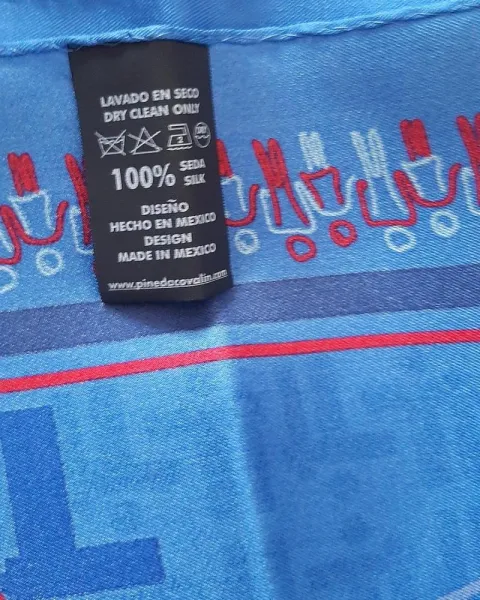 LAVADO EN SECO
DRY CLEAN ONLY
100% SEDA
SILK
DISEÑO
HECHO EN MEXICO
DESIGN
MADE IN MEXICO
www.pinedacovalin.com